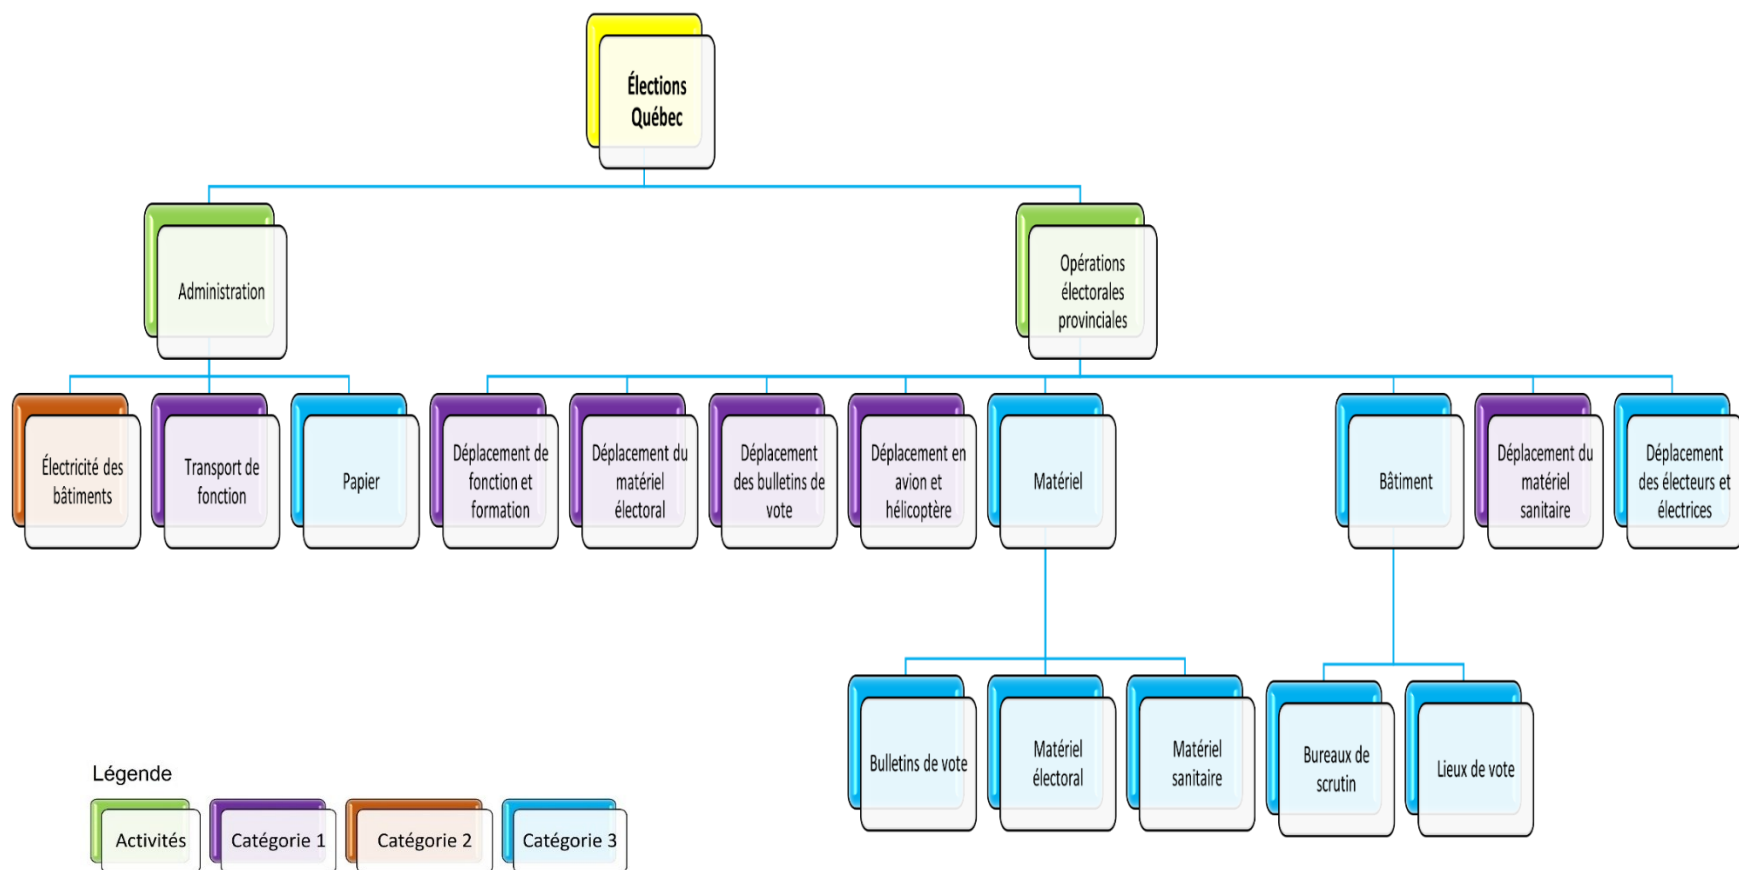 Élections
Québec
Administration
Opérations
électorales
provinciales
Électricité des
bâtiments
Transport de
fonction
Papier
Déplacement de
fonction et
formation
Déplacement du
matériel
électoral
Déplacement
des bulletins de
vote
Déplacement en
avion et
hélicoptère
Matériel
Bâtiment
Déplacement du
matériel
sanitaire
Déplacement
des électeurs et
électrices
Bulletins de vote
Matériel
électoral
Matériel
sanitaire
Bureaux de
scrutin
Lieux de vote
Légende
Activités
Catégorie 1
Catégorie 2
Catégorie 3